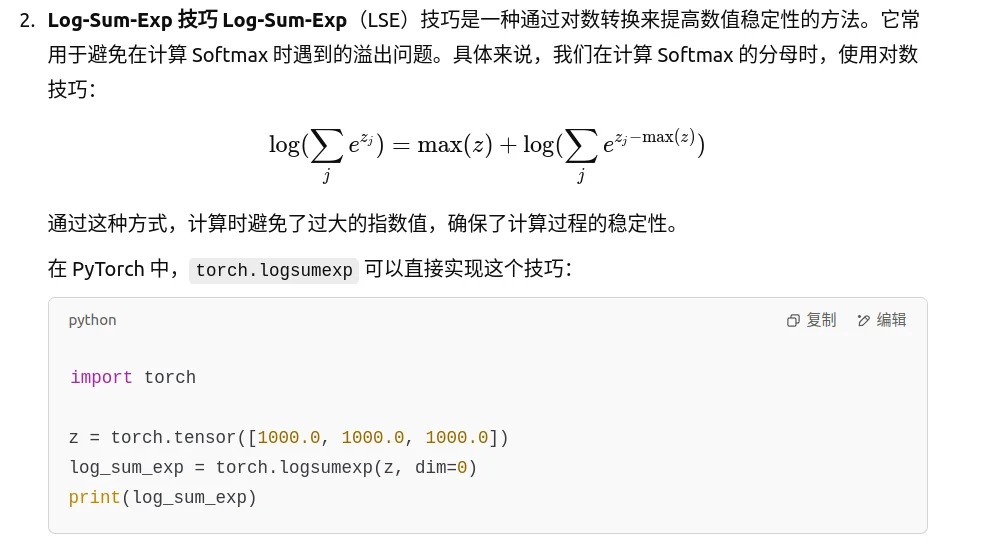 2. Log-Sum-Exp 技巧 Log-Sum-Exp（LSE）技巧是一种通过对数转换来提高数值稳定性的方法。它常
用于避免在计算 Softmax 时遇到的溢出问题。具体来说，我们在计算 Softmax 的分母时，使用对数
技巧：
log(∑_j e^{z_j}) = max(z) + log(∑_j e^{z_j−max(z)})
通过这种方式，计算时避免了过大的指数值，确保了计算过程的稳定性。
在 PyTorch 中， torch.logsumexp 可以直接实现这个技巧：
python 复制 编辑
import torch
z = torch.tensor([1000.0, 1000.0, 1000.0])
log_sum_exp = torch.logsumexp(z, dim=0)
print(log_sum_exp)